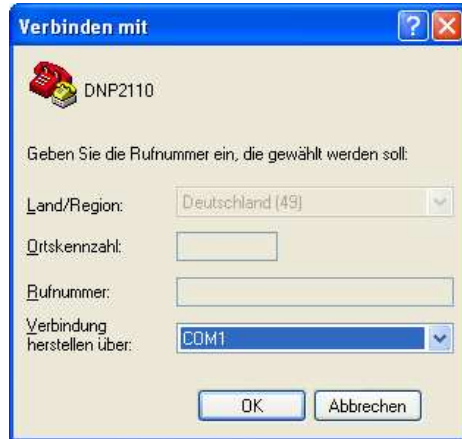 Verbinden mit
DNP2110
Geben Sie die Rufnummer ein, die gewählt werden soll:
Land/Region:
Deutschland (49)
Ortskennzahl:
Rufnummer:
Verbindung
herstellen über:
COM1
OK
Abbrechen